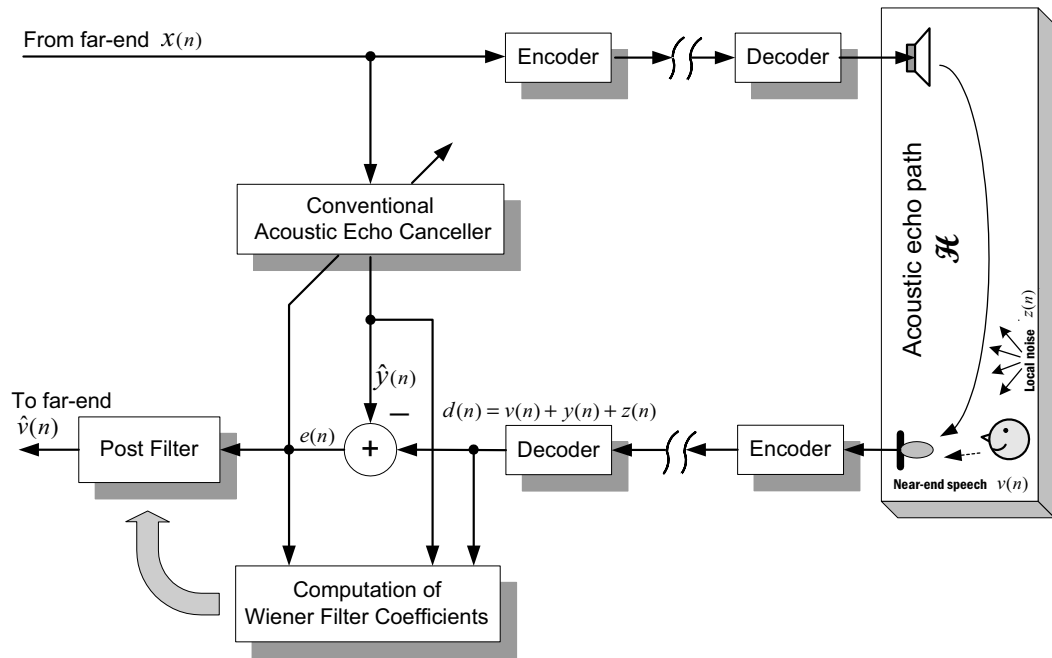 From far-end x(n)
Encoder
Decoder
Conventional
Acoustic Echo Canceller
Acoustic echo path
ℋ
z(n)
Local noise
ŷ(n)
−
To far-end
v̂(n)
Post Filter
e(n)
+
d(n) = v(n) + y(n) + z(n)
Decoder
Encoder
Near-end speech v(n)
Computation of
Wiener Filter Coefficients